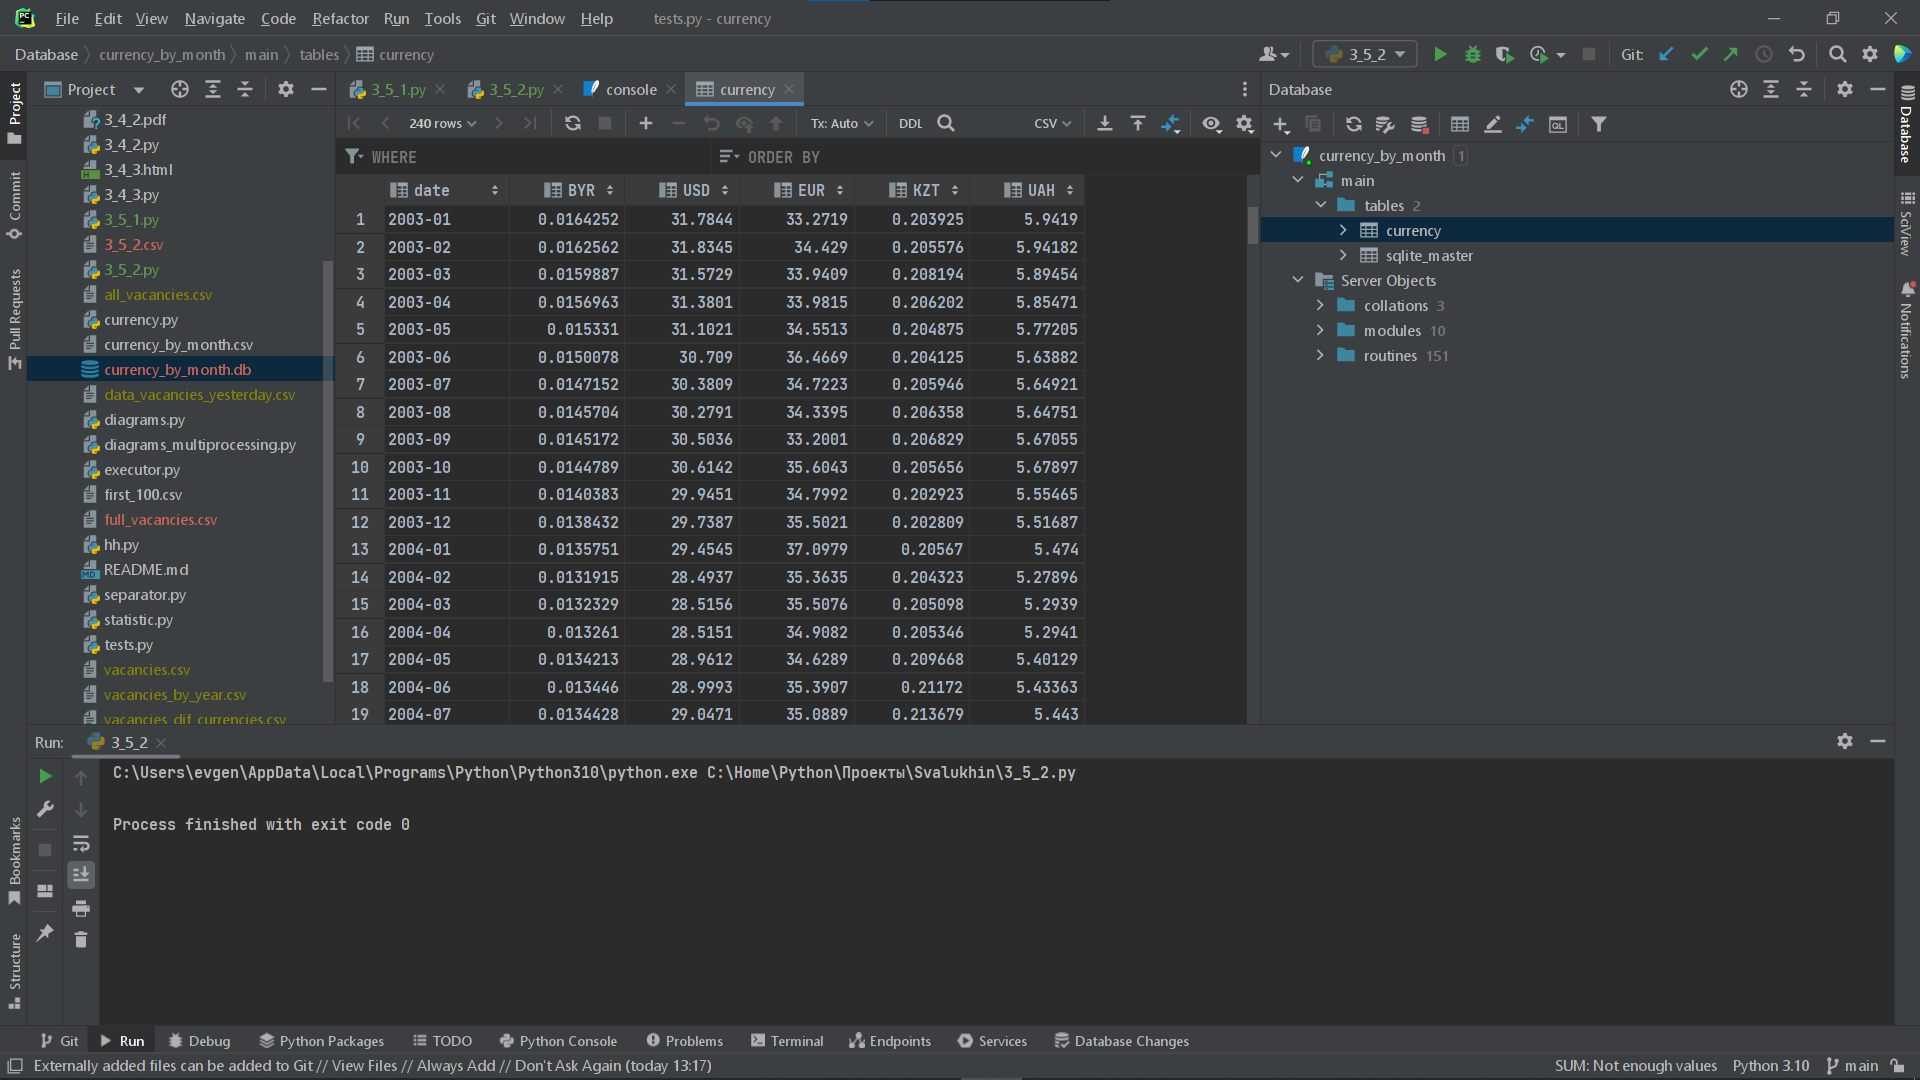 File Edit View Navigate Code Refactor Run Tools Git Window Help tests.py - currency
Database currency_by_month main tables currency
3_5_2
Git:
Project
3_5_1.py
3_5_2.py
console
currency
Database
240 rows
Tx: Auto
DDL
CSV
WHERE
ORDER BY
3_4_2.pdf
3_4_2.py
3_4_3.html
3_4_3.py
3_5_1.py
3_5_2.csv
3_5_2.py
all_vacancies.csv
currency.py
currency_by_month.csv
currency_by_month.db
data_vacancies_yesterday.csv
diagrams.py
diagrams_multiprocessing.py
executor.py
first_100.csv
full_vacancies.csv
hh.py
README.md
separator.py
statistic.py
tests.py
vacancies.csv
vacancies_by_year.csv
vacancies_dif_currencies.csv
date BYR USD EUR KZT UAH
1 2003-01 0.0164252 31.7844 33.2719 0.203925 5.9419
2 2003-02 0.0162562 31.8345 34.429 0.205576 5.94182
3 2003-03 0.0159887 31.5729 33.9409 0.208194 5.89454
4 2003-04 0.0156963 31.3801 33.9815 0.206202 5.85471
5 2003-05 0.015331 31.1021 34.5513 0.204875 5.77205
6 2003-06 0.0150078 30.709 36.4669 0.204125 5.63882
7 2003-07 0.0147152 30.3809 34.7223 0.205946 5.64921
8 2003-08 0.0145704 30.2791 34.3395 0.206358 5.64751
9 2003-09 0.0145172 30.5036 33.2001 0.206829 5.67055
10 2003-10 0.0144789 30.6142 35.6043 0.205656 5.67897
11 2003-11 0.0140383 29.9451 34.7992 0.202923 5.55465
12 2003-12 0.0138432 29.7387 35.5021 0.202809 5.51687
13 2004-01 0.0135751 29.4545 37.0979 0.20567 5.474
14 2004-02 0.0131915 28.4937 35.3635 0.204323 5.27896
15 2004-03 0.0132329 28.5156 35.5076 0.205098 5.2939
16 2004-04 0.013261 28.5151 34.9082 0.205346 5.2941
17 2004-05 0.0134213 28.9612 34.6289 0.209668 5.40129
18 2004-06 0.013446 28.9993 35.3907 0.21172 5.43363
19 2004-07 0.0134428 29.0471 35.0889 0.213679 5.443
currency_by_month 1
main
tables 2
currency
sqlite_master
Server Objects
collations 3
modules 10
routines 151
Project
Commit
Pull Requests
Bookmarks
Structure
Database
SciView
Notifications
Run: 3_5_2
C:\Users\evgen\AppData\Local\Programs\Python\Python310\python.exe C:\Home\Python\Проекты\Svalukhin\3_5_2.py
Process finished with exit code 0
Git Run Debug Python Packages TODO Python Console Problems Terminal Endpoints Services Database Changes
Externally added files can be added to Git // View Files // Always Add // Don't Ask Again (today 13:17)
SUM: Not enough values Python 3.10 main